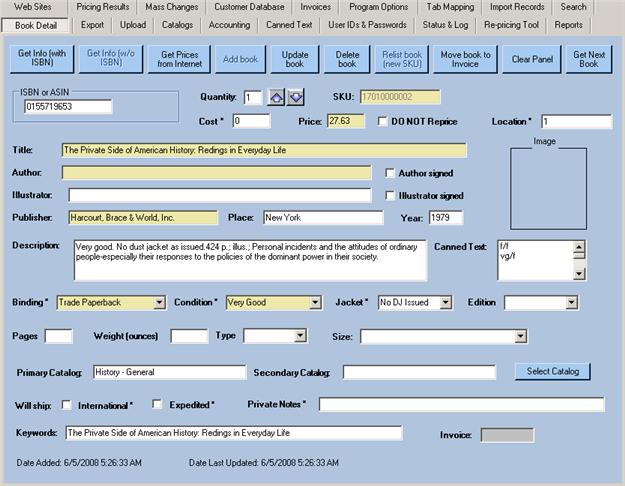 Web Sites Pricing Results Mass Changes Customer Database Invoices Program Options Tab Mapping Import Records Search
Book Detail Export Upload Catalogs Accounting Canned Text User IDs & Passwords Status & Log Re-pricing Tool Reports
Get Info (with ISBN) Get Info (w/o ISBN) Get Prices from Internet Add book Update book Delete book Relist book (new SKU) Move book to Invoice Clear Panel Get Next Book
ISBN or ASIN
0155719653
Quantity: 1 SKU: 17010000002
Cost * 0 Price: 27.63 DO NOT Reprice Location * 1
Image
Title: The Private Side of American History: Redings in Everyday Life
Author: Author signed
Illustrator: Illustrator signed
Publisher: Harcourt, Brace & World, Inc. Place: New York Year: 1979
Description: Very good. No dust jacket as issued.424 p.; illus.; Personal incidents and the attitudes of ordinary
people-especially their responses to the policies of the dominant power in their society.
Canned Text: f/f
vg/f
Binding * Trade Paperback Condition * Very Good Jacket * No DJ Issued Edition
Pages Weight (ounces) Type Size:
Primary Catalog: History - General Secondary Catalog: Select Catalog
Will ship: International * Expedited * Private Notes *
Keywords: The Private Side of American History: Redings in Everyday Life Invoice:
Date Added: 6/5/2008 5:26:33 AM Date Last Updated: 6/5/2008 5:26:33 AM